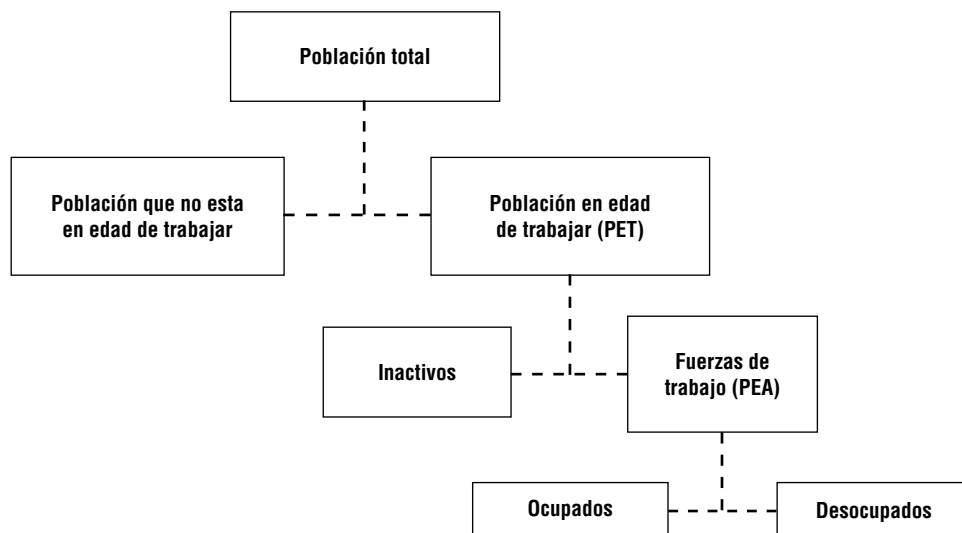 Población total
Población que no esta
en edad de trabajar
Población en edad
de trabajar (PET)
Inactivos
Fuerzas de
trabajo (PEA)
Ocupados
Desocupados